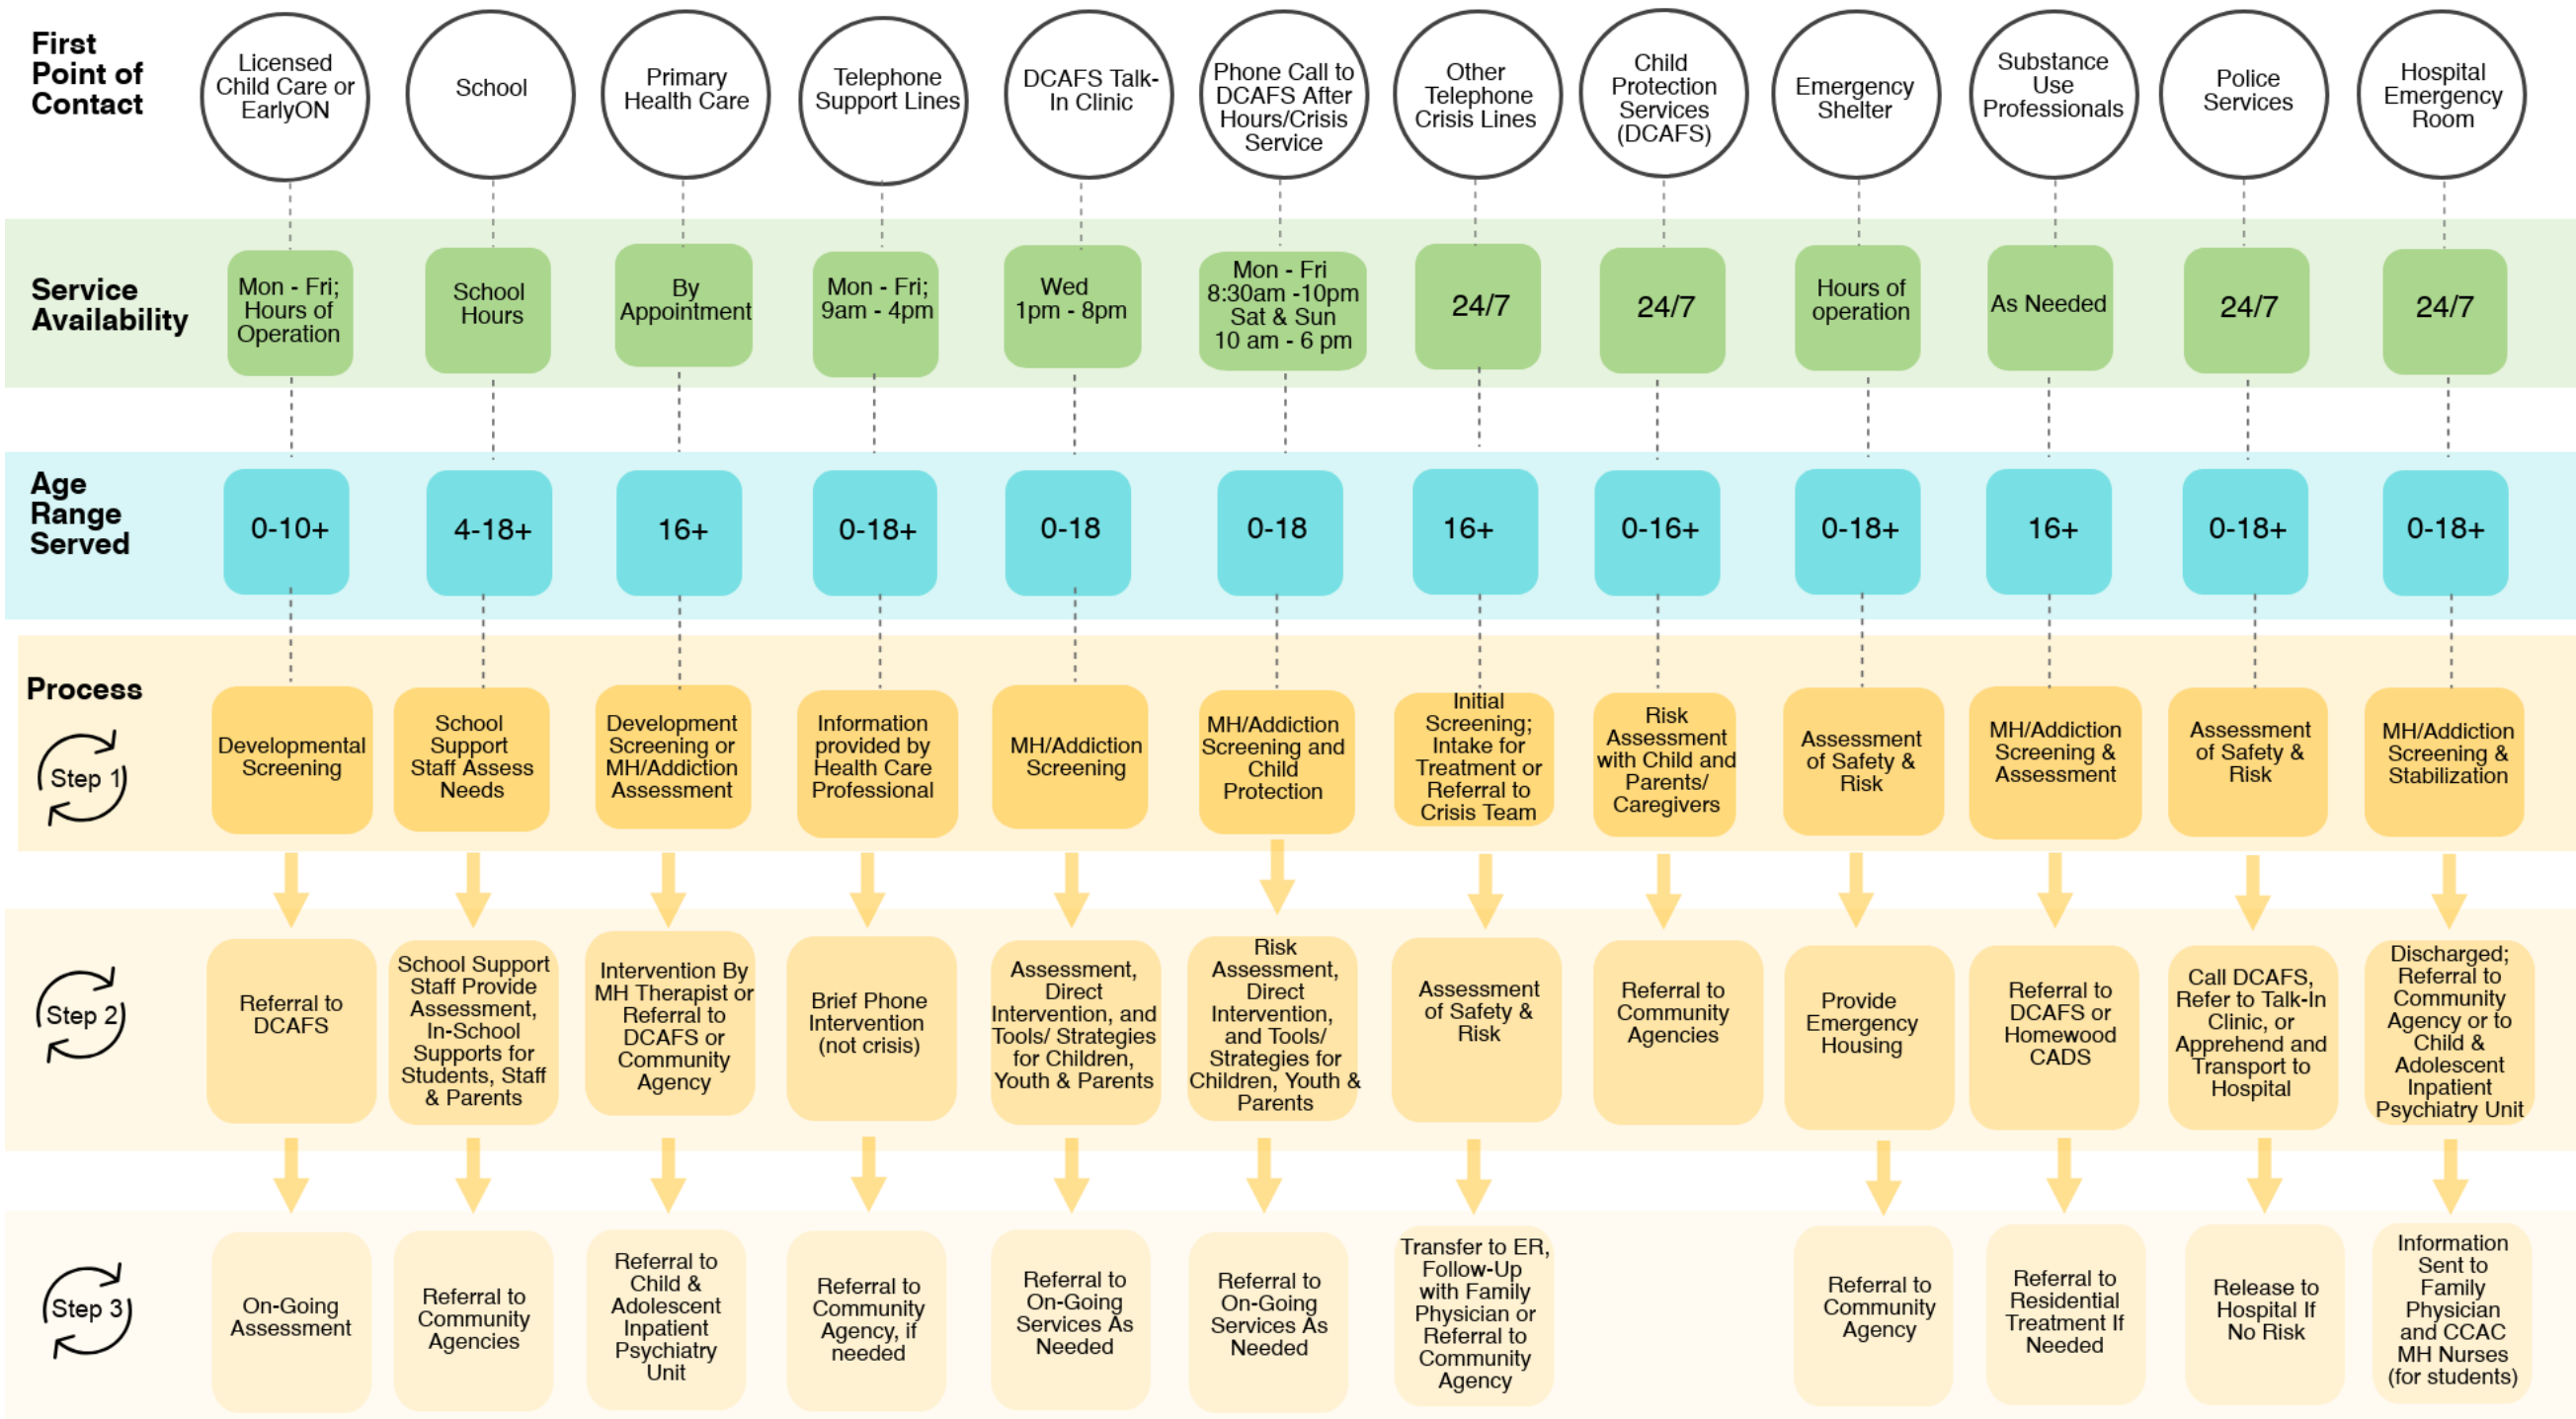 First
Point of
Contact
Licensed
Child Care or
EarlyON
School
Primary
Health Care
Telephone
Support Lines
DCAFS Talk-
In Clinic
Phone Call to
DCAFS After
Hours/Crisis
Service
Other
Telephone
Crisis Lines
Child
Protection
Services
(DCAFS)
Emergency
Shelter
Substance
Use
Professionals
Police
Services
Hospital
Emergency
Room
Service
Availability
Mon - Fri;
Hours of
Operation
School
Hours
By
Appointment
Mon - Fri;
9am - 4pm
Wed
1pm - 8pm
Mon - Fri
8:30am -10pm
Sat & Sun
10 am - 6 pm
24/7
24/7
Hours of
operation
As Needed
24/7
24/7
Age
Range
Served
0-10+
4-18+
16+
0-18+
0-18
0-18
16+
0-16+
0-18+
16+
0-18+
0-18+
Process
Step 1
Developmental
Screening
School
Support
Staff Assess
Needs
Development
Screening or
MH/Addiction
Assessment
Information
provided by
Health Care
Professional
MH/Addiction
Screening
MH/Addiction
Screening and
Child
Protection
Initial
Screening;
Intake for
Treatment or
Referral to
Crisis Team
Risk
Assessment
with Child and
Parents/
Caregivers
Assessment
of Safety &
Risk
MH/Addiction
Screening &
Assessment
Assessment
of Safety &
Risk
MH/Addiction
Screening &
Stabilization
Step 2
Referral to
DCAFS
School Support
Staff Provide
Assessment,
In-School
Supports for
Students, Staff
& Parents
Intervention By
MH Therapist or
Referral to
DCAFS or
Community
Agency
Brief Phone
Intervention
(not crisis)
Assessment,
Direct
Intervention, and
Tools/ Strategies
for Children,
Youth & Parents
Risk
Assessment,
Direct
Intervention,
and Tools/
Strategies for
Children, Youth &
Parents
Assessment
of Safety &
Risk
Referral to
Community
Agencies
Provide
Emergency
Housing
Referral to
DCAFS or
Homewood
CADS
Call DCAFS,
Refer to Talk-In
Clinic, or
Apprehend and
Transport to
Hospital
Discharged;
Referral to
Community
Agency or to
Child &
Adolescent
Inpatient
Psychiatry Unit
Step 3
On-Going
Assessment
Referral to
Community
Agencies
Referral to
Child &
Adolescent
Inpatient
Psychiatry
Unit
Referral to
Community
Agency, if
needed
Referral to
On-Going
Services As
Needed
Referral to
On-Going
Services As
Needed
Transfer to ER,
Follow-Up
with Family
Physician or
Referral to
Community
Agency
Referral to
Community
Agency
Referral to
Residential
Treatment If
Needed
Release to
Hospital If
No Risk
Information
Sent to
Family
Physician
and CCAC
MH Nurses
(for students)